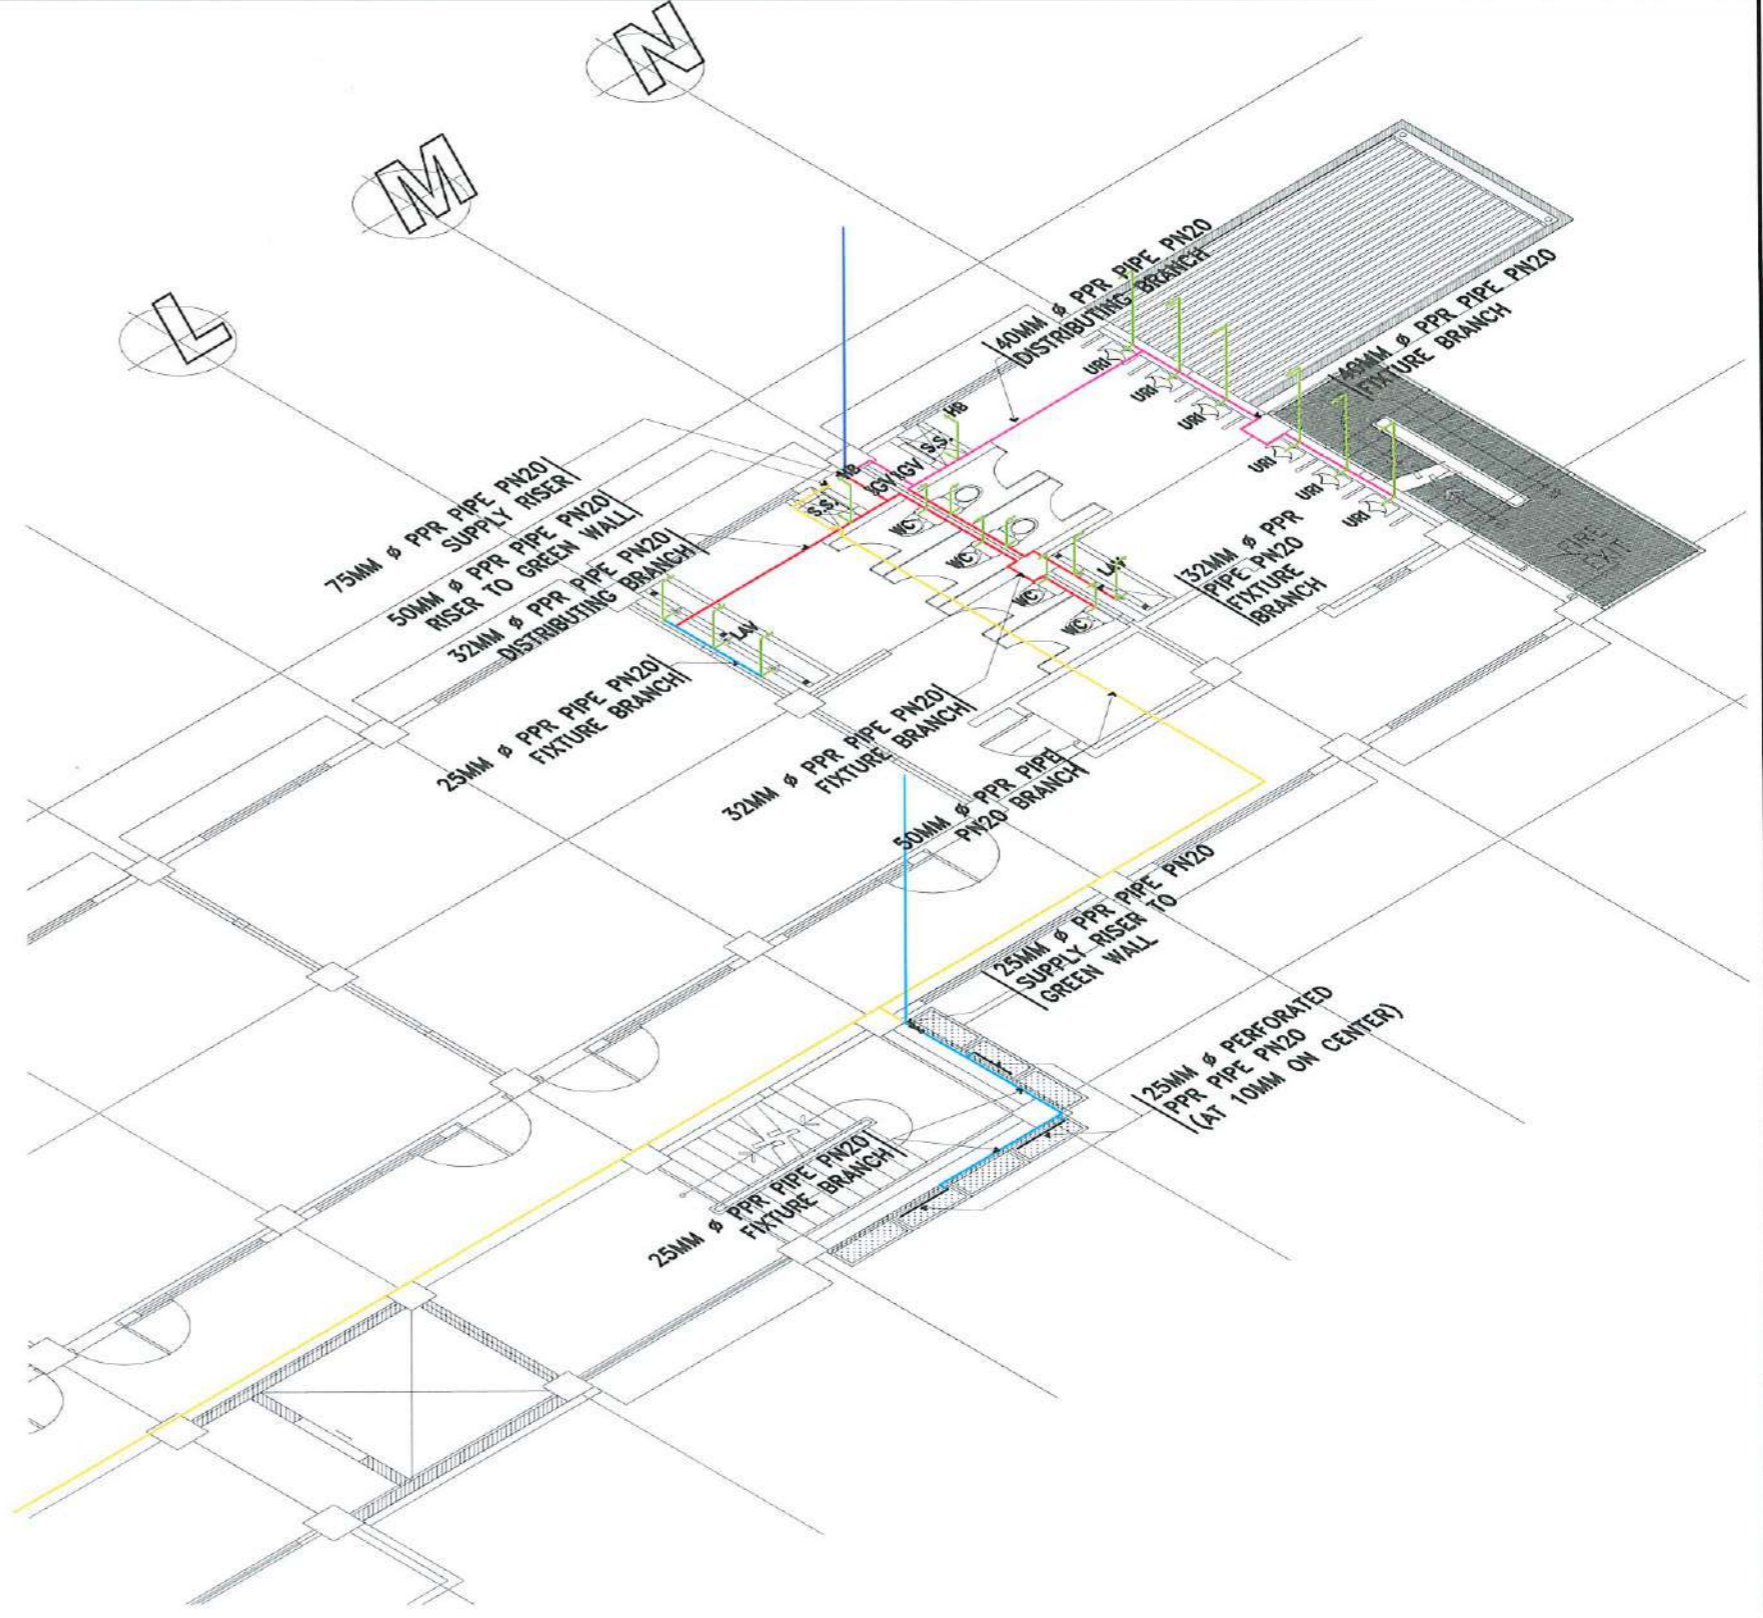 N
M
L
40MM Ø PPR PIPE PN20
DISTRIBUTING BRANCH
40MM Ø PPR PIPE PN20
FIXTURE BRANCH
URI
URI
URI
URI
URI
URI
HB
S.S.
HB
GV
GV
S.S.
WC
WC
WC
WC
LAV
LAV
FIRE
EXIT
75MM Ø PPR PIPE PN20
SUPPLY RISER
50MM Ø PPR PIPE PN20
RISER TO GREEN WALL
32MM Ø PPR PIPE PN20
DISTRIBUTING BRANCH
25MM Ø PPR PIPE PN20
FIXTURE BRANCH
32MM Ø PPR
PIPE PN20
FIXTURE
BRANCH
32MM Ø PPR PIPE PN20
FIXTURE BRANCH
50MM Ø PPR PIPE
PN20 BRANCH
25MM Ø PPR PIPE PN20
SUPPLY RISER TO
GREEN WALL
25MM Ø PERFORATED
PPR PIPE PN20
(AT 10MM ON CENTER)
25MM Ø PPR PIPE PN20
FIXTURE BRANCH